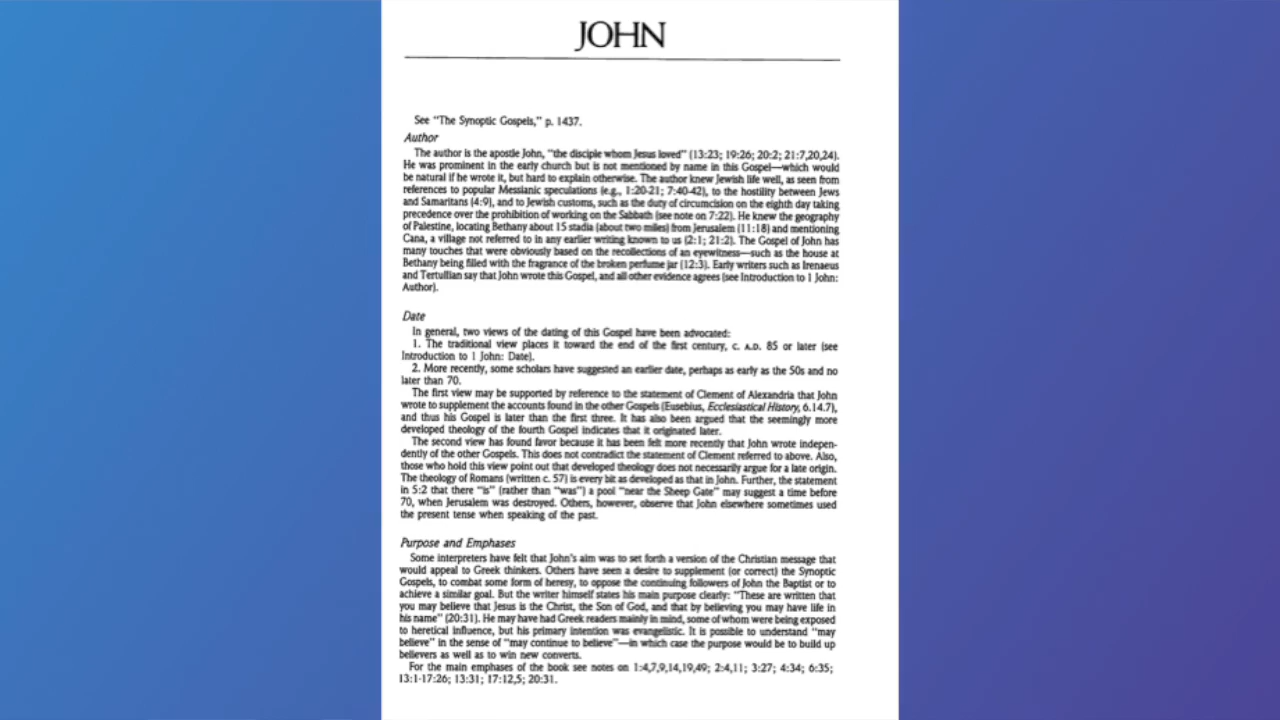 JOHN
See "The Synoptic Gospels," p. 1437.
Author
The author is the apostle John, "the disciple whom Jesus loved" (13:23; 19:26; 20:2; 21:7,20,24).
He was prominent in the early church but is not mentioned by name in this Gospel—which would
be natural if he wrote it, but hard to explain otherwise. The author knew Jewish life well, as seen from
references to popular Messianic speculations (e.g., 1:20-21; 7:40-42), to the hostility between Jews
and Samaritans (4:9), and to Jewish customs, such as the duty of circumcision on the eighth day taking
precedence over the prohibition of working on the Sabbath (see note on 7:22). He knew the geography
of Palestine, locating Bethany about 15 stadia (about two miles) from Jerusalem (11:18) and mentioning
Cana, a village not referred to in any earlier writing known to us (2:1; 21:2). The Gospel of John has
many touches that were obviously based on the recollections of an eyewitness—such as the house at
Bethany being filled with the fragrance of the broken perfume jar (12:3). Early writers such as Irenaeus
and Tertullian say that John wrote this Gospel, and all other evidence agrees (see Introduction to 1 John:
Author).
Date
In general, two views of the dating of this Gospel have been advocated:
1. The traditional view places it toward the end of the first century, c. A.D. 85 or later (see
Introduction to 1 John: Date).
2. More recently, some scholars have suggested an earlier date, perhaps as early as the 50s and no
later than 70.
The first view may be supported by reference to the statement of Clement of Alexandria that John
wrote to supplement the accounts found in the other Gospels (Eusebius, Ecclesiastical History, 6.14.7),
and thus his Gospel is later than the first three. It has also been argued that the seemingly more
developed theology of the fourth Gospel indicates that it originated later.
The second view has found favor because it has been felt more recently that John wrote indepen-
dently of the other Gospels. This does not contradict the statement of Clement referred to above. Also,
those who hold this view point out that developed theology does not necessarily argue for a late origin.
The theology of Romans (written c. 57) is every bit as developed as that in John. Further, the statement
in 5:2 that there "is" (rather than "was") a pool "near the Sheep Gate" may suggest a time before
70, when Jerusalem was destroyed. Others, however, observe that John elsewhere sometimes used
the present tense when speaking of the past.
Purpose and Emphases
Some interpreters have felt that John's aim was to set forth a version of the Christian message that
would appeal to Greek thinkers. Others have seen a desire to supplement (or correct) the Synoptic
Gospels, to combat some form of heresy, to oppose the continuing followers of John the Baptist or to
achieve a similar goal. But the writer himself states his main purpose clearly: "These are written that
you may believe that Jesus is the Christ, the Son of God, and that by believing you may have life in
his name" (20:31). He may have had Greek readers mainly in mind, some of whom were being exposed
to heretical influence, but his primary intention was evangelistic. It is possible to understand "may
believe" in the sense of "may continue to believe"—in which case the purpose would be to build up
believers as well as to win new converts.
For the main emphases of the book see notes on 1:4,7,9,14,19,49; 2:4,11; 3:27; 4:34; 6:35;
13:1-17:26; 13:31; 17:12,5; 20:31.